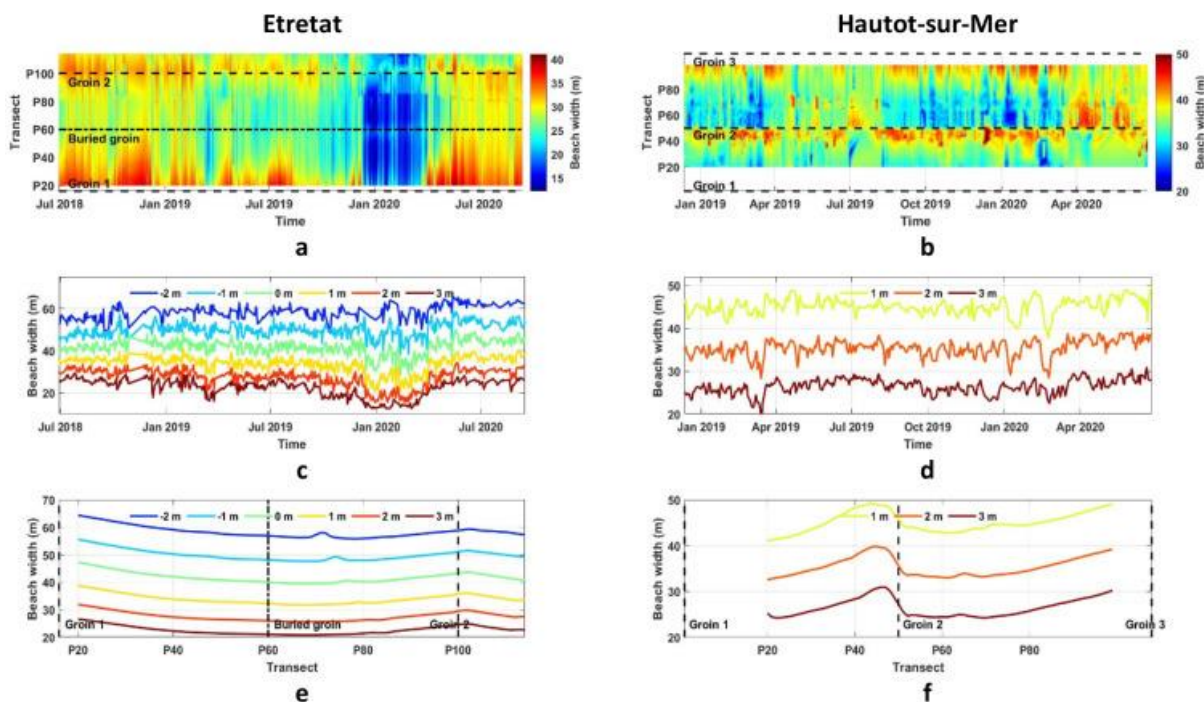 Etretat
Hautot-sur-Mer
Transect
P100
P80
P60
P40
P20
Groin 2
Buried groin
Groin 1
Jul 2018 Jan 2019 Jul 2019 Jan 2020 Jul 2020
Time
40
35
30
25
20
15
Beach width (m)
a
Transect
P80
P60
P40
P20
Groin 3
Groin 2
Groin 1
Jan 2019 Apr 2019 Jul 2019 Oct 2019 Jan 2020 Apr 2020
Time
50
40
30
20
Beach width (m)
b
Beach width (m)
60
40
20
-2 m -1 m 0 m 1 m 2 m 3 m
Jul 2018 Jan 2019 Jul 2019 Jan 2020 Jul 2020
Time
c
Beach width (m)
50
40
30
20
1 m 2 m 3 m
Jan 2019 Apr 2019 Jul 2019 Oct 2019 Jan 2020 Apr 2020
Time
d
Beach width (m)
70
60
50
40
30
20
-2 m -1 m 0 m 1 m 2 m 3 m
Groin 1 Buried groin Groin 2
P20 P40 P60 P80 P100
Transect
e
Beach width (m)
50
40
30
20
1 m 2 m 3 m
Groin 1 Groin 2 Groin 3
P20 P40 P60 P80
Transect
f